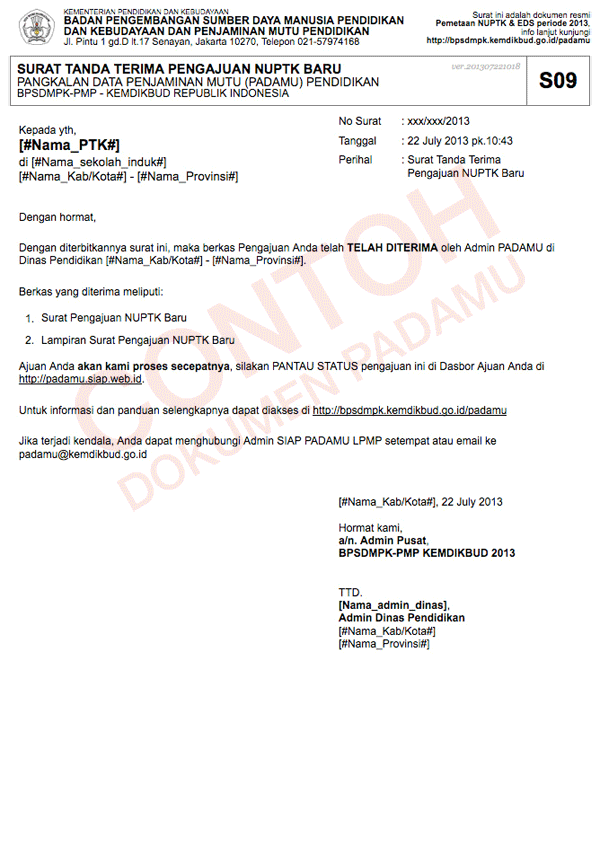 KEMENTERIAN PENDIDIKAN DAN KEBUDAYAAN
BADAN PENGEMBANGAN SUMBER DAYA MANUSIA PENDIDIKAN
DAN KEBUDAYAAN DAN PENJAMINAN MUTU PENDIDIKAN
Jl. Pintu 1 gd.D lt.17 Senayan, Jakarta 10270, Telepon 021-57974168
Surat ini adalah dokumen resmi
Pemetaan NUPTK & EDS periode 2013,
info lanjut kunjungi
http://bpsdmpk.kemdikbud.go.id/padamu
SURAT TANDA TERIMA PENGAJUAN NUPTK BARU
ver.201307221018
PANGKALAN DATA PENJAMINAN MUTU (PADAMU) PENDIDIKAN
BPSDMPK-PMP - KEMDIKBUD REPUBLIK INDONESIA
S09
Kepada yth,
[#Nama_PTK#]
di [#Nama_sekolah_induk#]
[#Nama_Kab/Kota#] - [#Nama_Provinsi#]
No Surat : xxx/xxx/2013
Tanggal : 22 July 2013 pk.10:43
Perihal : Surat Tanda Terima
Pengajuan NUPTK Baru
Dengan hormat,
Dengan diterbitkannya surat ini, maka berkas Pengajuan Anda telah TELAH DITERIMA oleh Admin PADAMU di
Dinas Pendidikan [#Nama_Kab/Kota#] - [#Nama_Provinsi#].
Berkas yang diterima meliputi:
1. Surat Pengajuan NUPTK Baru
2. Lampiran Surat Pengajuan NUPTK Baru
Ajuan Anda akan kami proses secepatnya, silakan PANTAU STATUS pengajuan ini di Dasbor Ajuan Anda di
http://padamu.siap.web.id.
Untuk informasi dan panduan selengkapnya dapat diakses di http://bpsdmpk.kemdikbud.go.id/padamu
Jika terjadi kendala, Anda dapat menghubungi Admin SIAP PADAMU LPMP setempat atau email ke
padamu@kemdikbud.go.id
CONTOH
DOKUMEN PADAMU
[#Nama_Kab/Kota#], 22 July 2013
Hormat kami,
a/n. Admin Pusat,
BPSDMPK-PMP KEMDIKBUD 2013
TTD.
[Nama_admin_dinas],
Admin Dinas Pendidikan
[#Nama_Kab/Kota#]
[#Nama_Provinsi#]